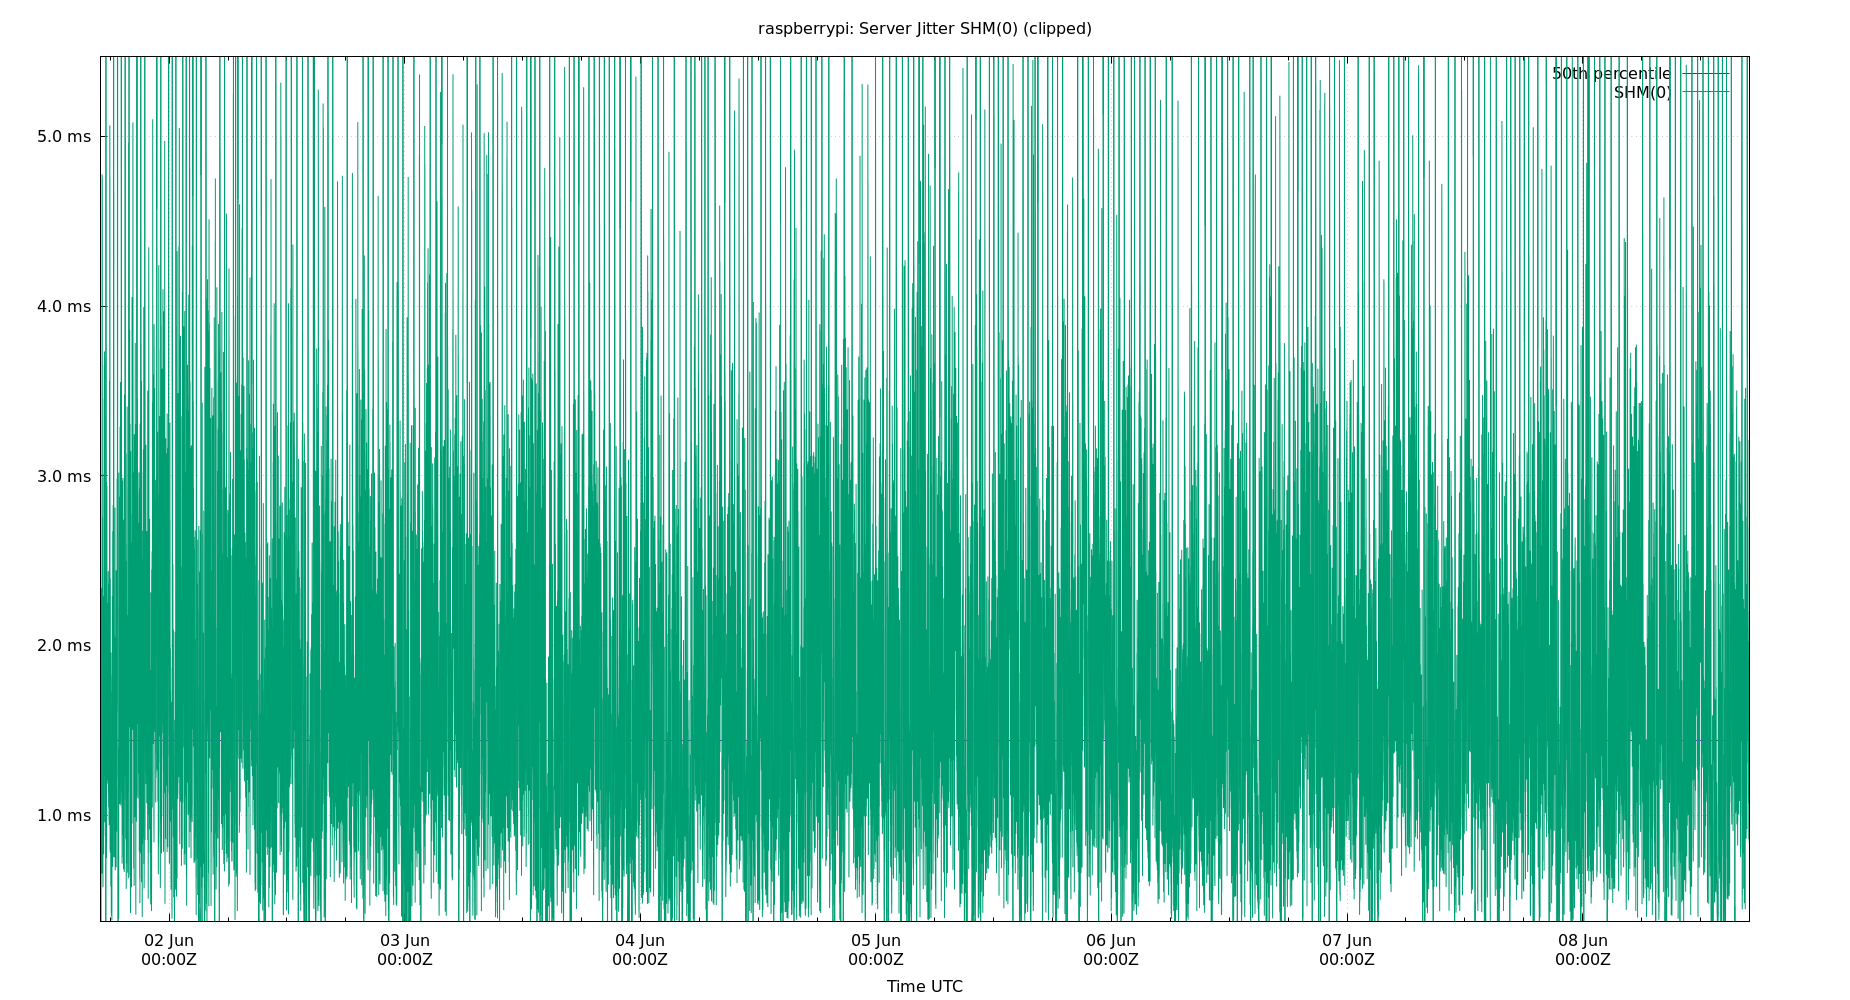 raspberrypi: Server Jitter SHM(0) (clipped)
50th percentile
SHM(0)
5.0 ms
4.0 ms
3.0 ms
2.0 ms
1.0 ms
02 Jun 03 Jun 04 Jun 05 Jun 06 Jun 07 Jun 08 Jun
00:00Z 00:00Z 00:00Z 00:00Z 00:00Z 00:00Z 00:00Z
Time UTC